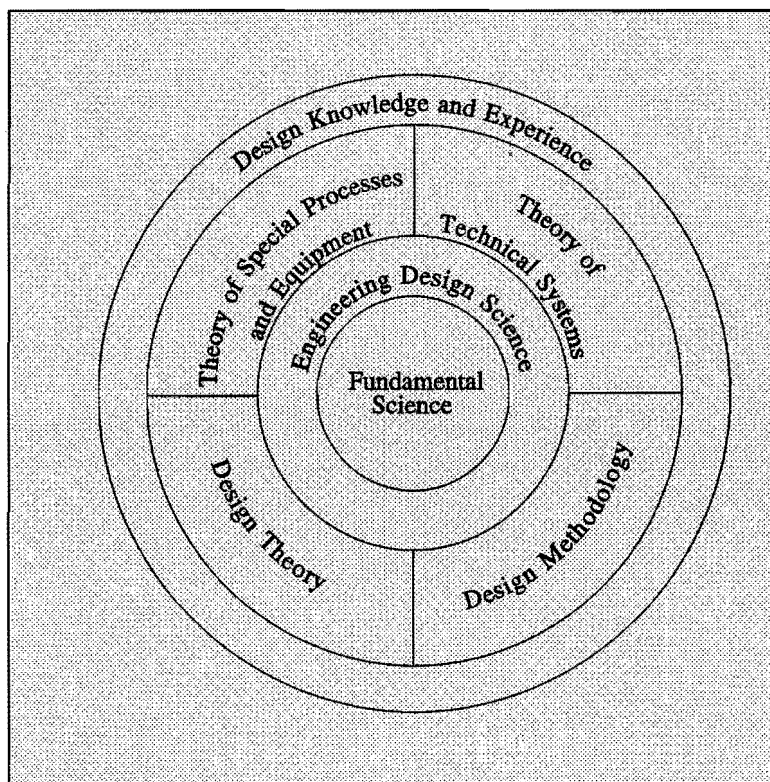 Design Knowledge and Experience
Theory of Special Processes
and Equipment
Theory of
Technical Systems
Engineering Design Science
Fundamental
Science
Design Theory
Design Methodology